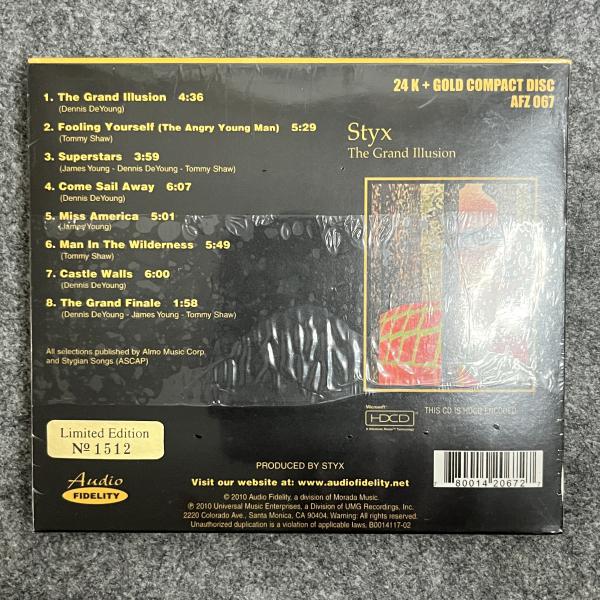 1. The Grand Illusion 4:36
(Dennis DeYoung)
2. Fooling Yourself (The Angry Young Man) 5:29
(Tommy Shaw)
3. Superstars 3:59
(James Young - Dennis DeYoung - Tommy Shaw)
4. Come Sail Away 6:07
(Dennis DeYoung)
5. Miss America 5:01
(James Young)
6. Man In The Wilderness 5:49
(Tommy Shaw)
7. Castle Walls 6:00
(Dennis DeYoung)
8. The Grand Finale 1:58
(Dennis DeYoung - James Young - Tommy Shaw)
All selections published by Almo Music Corp.
and Stygian Songs (ASCAP)
24 K + GOLD COMPACT DISC
AFZ 067
Styx
The Grand Illusion
Microsoft
HDCD
THIS CD IS HDCD ENCODED
Limited Edition
Nº 1512
Audio
FIDELITY
PRODUCED BY STYX
Visit our website at: www.audiofidelity.net
© 2010 Audio Fidelity, a division of Morada Music.
℗ 2010 Universal Music Enterprises, a Division of UMG Recordings, Inc.
2220 Colorado Ave., Santa Monica, CA 90404. Warning: All rights reserved.
Unauthorized duplication is a violation of applicable laws. B0014117-02
7 80014 20672 7